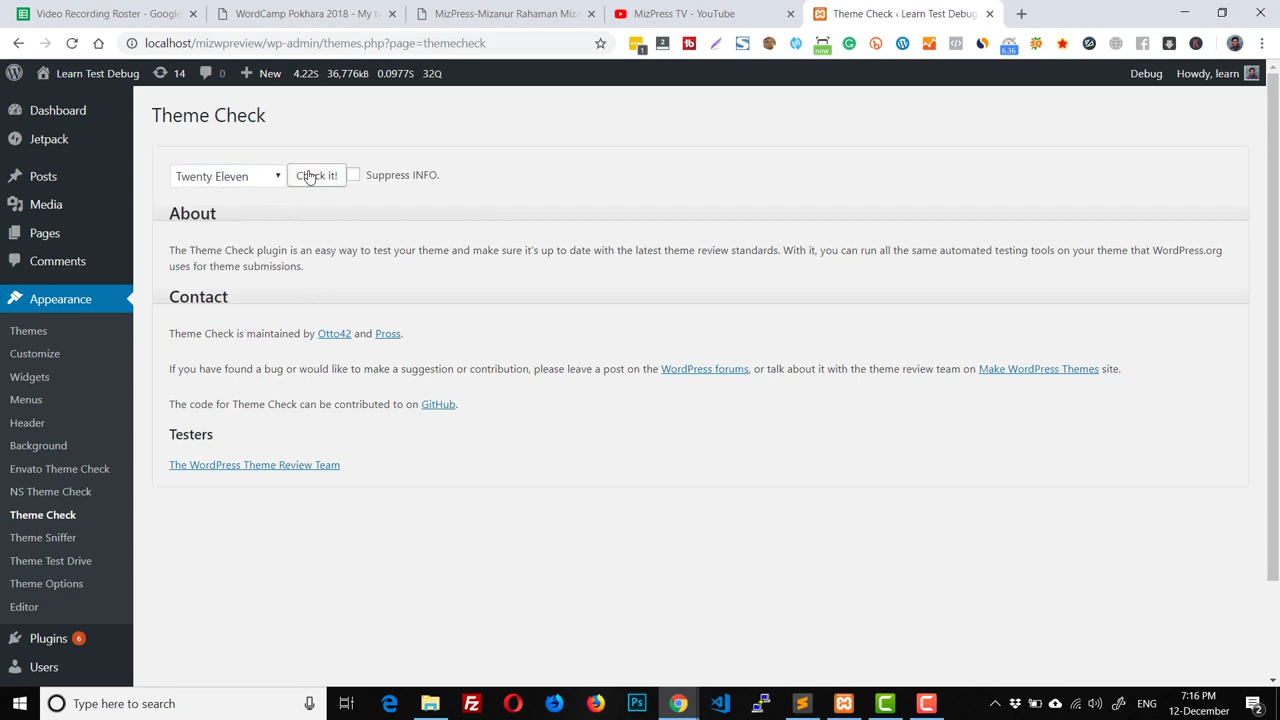 Video Recording Roster - Google
WordCamp Pokhara 2018 - My ta
MizPress-Mizanur Rahaman Miza
MizPress TV - YouTube
Theme Check ‹ Learn Test Debug
localhost/mizwpreview/wp-admin/themes.php?page=themecheck
1
2
new
6.36
Learn Test Debug
14
0
New
4.22S
36,776kB
0.0977S
32Q
Debug
Howdy, learn
Dashboard
Jetpack
Posts
Media
Pages
Comments
Appearance
Themes
Customize
Widgets
Menus
Header
Background
Envato Theme Check
NS Theme Check
Theme Check
Theme Sniffer
Theme Test Drive
Theme Options
Editor
Plugins 6
Users
Theme Check
Twenty Eleven
Check it!
Suppress INFO.
About
The Theme Check plugin is an easy way to test your theme and make sure it's up to date with the latest theme review standards. With it, you can run all the same automated testing tools on your theme that WordPress.org
uses for theme submissions.
Contact
Theme Check is maintained by Otto42 and Pross.
If you have found a bug or would like to make a suggestion or contribution, please leave a post on the WordPress forums, or talk about it with the theme review team on Make WordPress Themes site.
The code for Theme Check can be contributed to on GitHub.
Testers
The WordPress Theme Review Team
Type here to search
ENG
7:16 PM
12-December
2